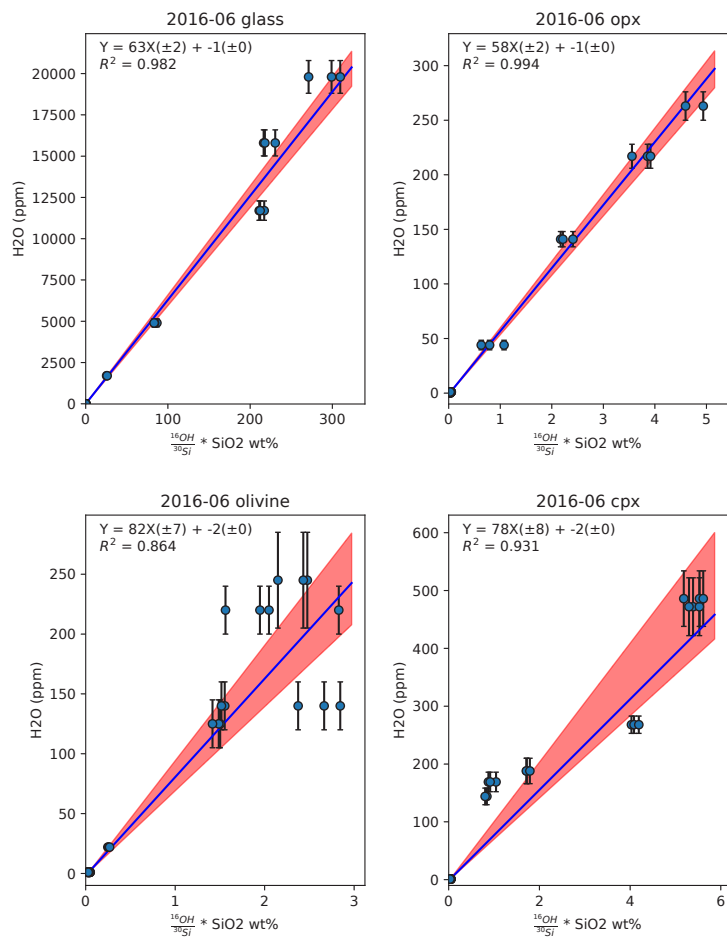 2016-06 glass
Y = 63X(±2) + -1(±0)
R² = 0.982
20000
17500
15000
12500
10000
7500
5000
2500
0
H2O (ppm)
0 100 200 300
16OH/30Si * SiO2 wt%
2016-06 opx
Y = 58X(±2) + -1(±0)
R² = 0.994
300
250
200
150
100
50
0
H2O (ppm)
0 1 2 3 4 5
16OH/30Si * SiO2 wt%
2016-06 olivine
Y = 82X(±7) + -2(±0)
R² = 0.864
250
200
150
100
50
0
H2O (ppm)
0 1 2 3
16OH/30Si * SiO2 wt%
2016-06 cpx
Y = 78X(±8) + -2(±0)
R² = 0.931
600
500
400
300
200
100
0
H2O (ppm)
0 2 4 6
16OH/30Si * SiO2 wt%